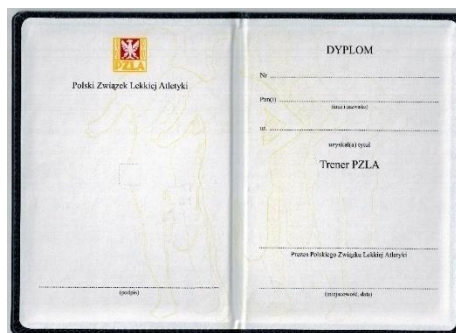 PZLA
Polski Związek Lekkiej Atletyki
(podpis)
DYPLOM
Nr
Pan(i)
(imię i nazwisko)
ur.
uzyskał(a) tytuł
Trener PZLA
Prezes Polskiego Związku Lekkiej Atletyki
(miejscowość, data)